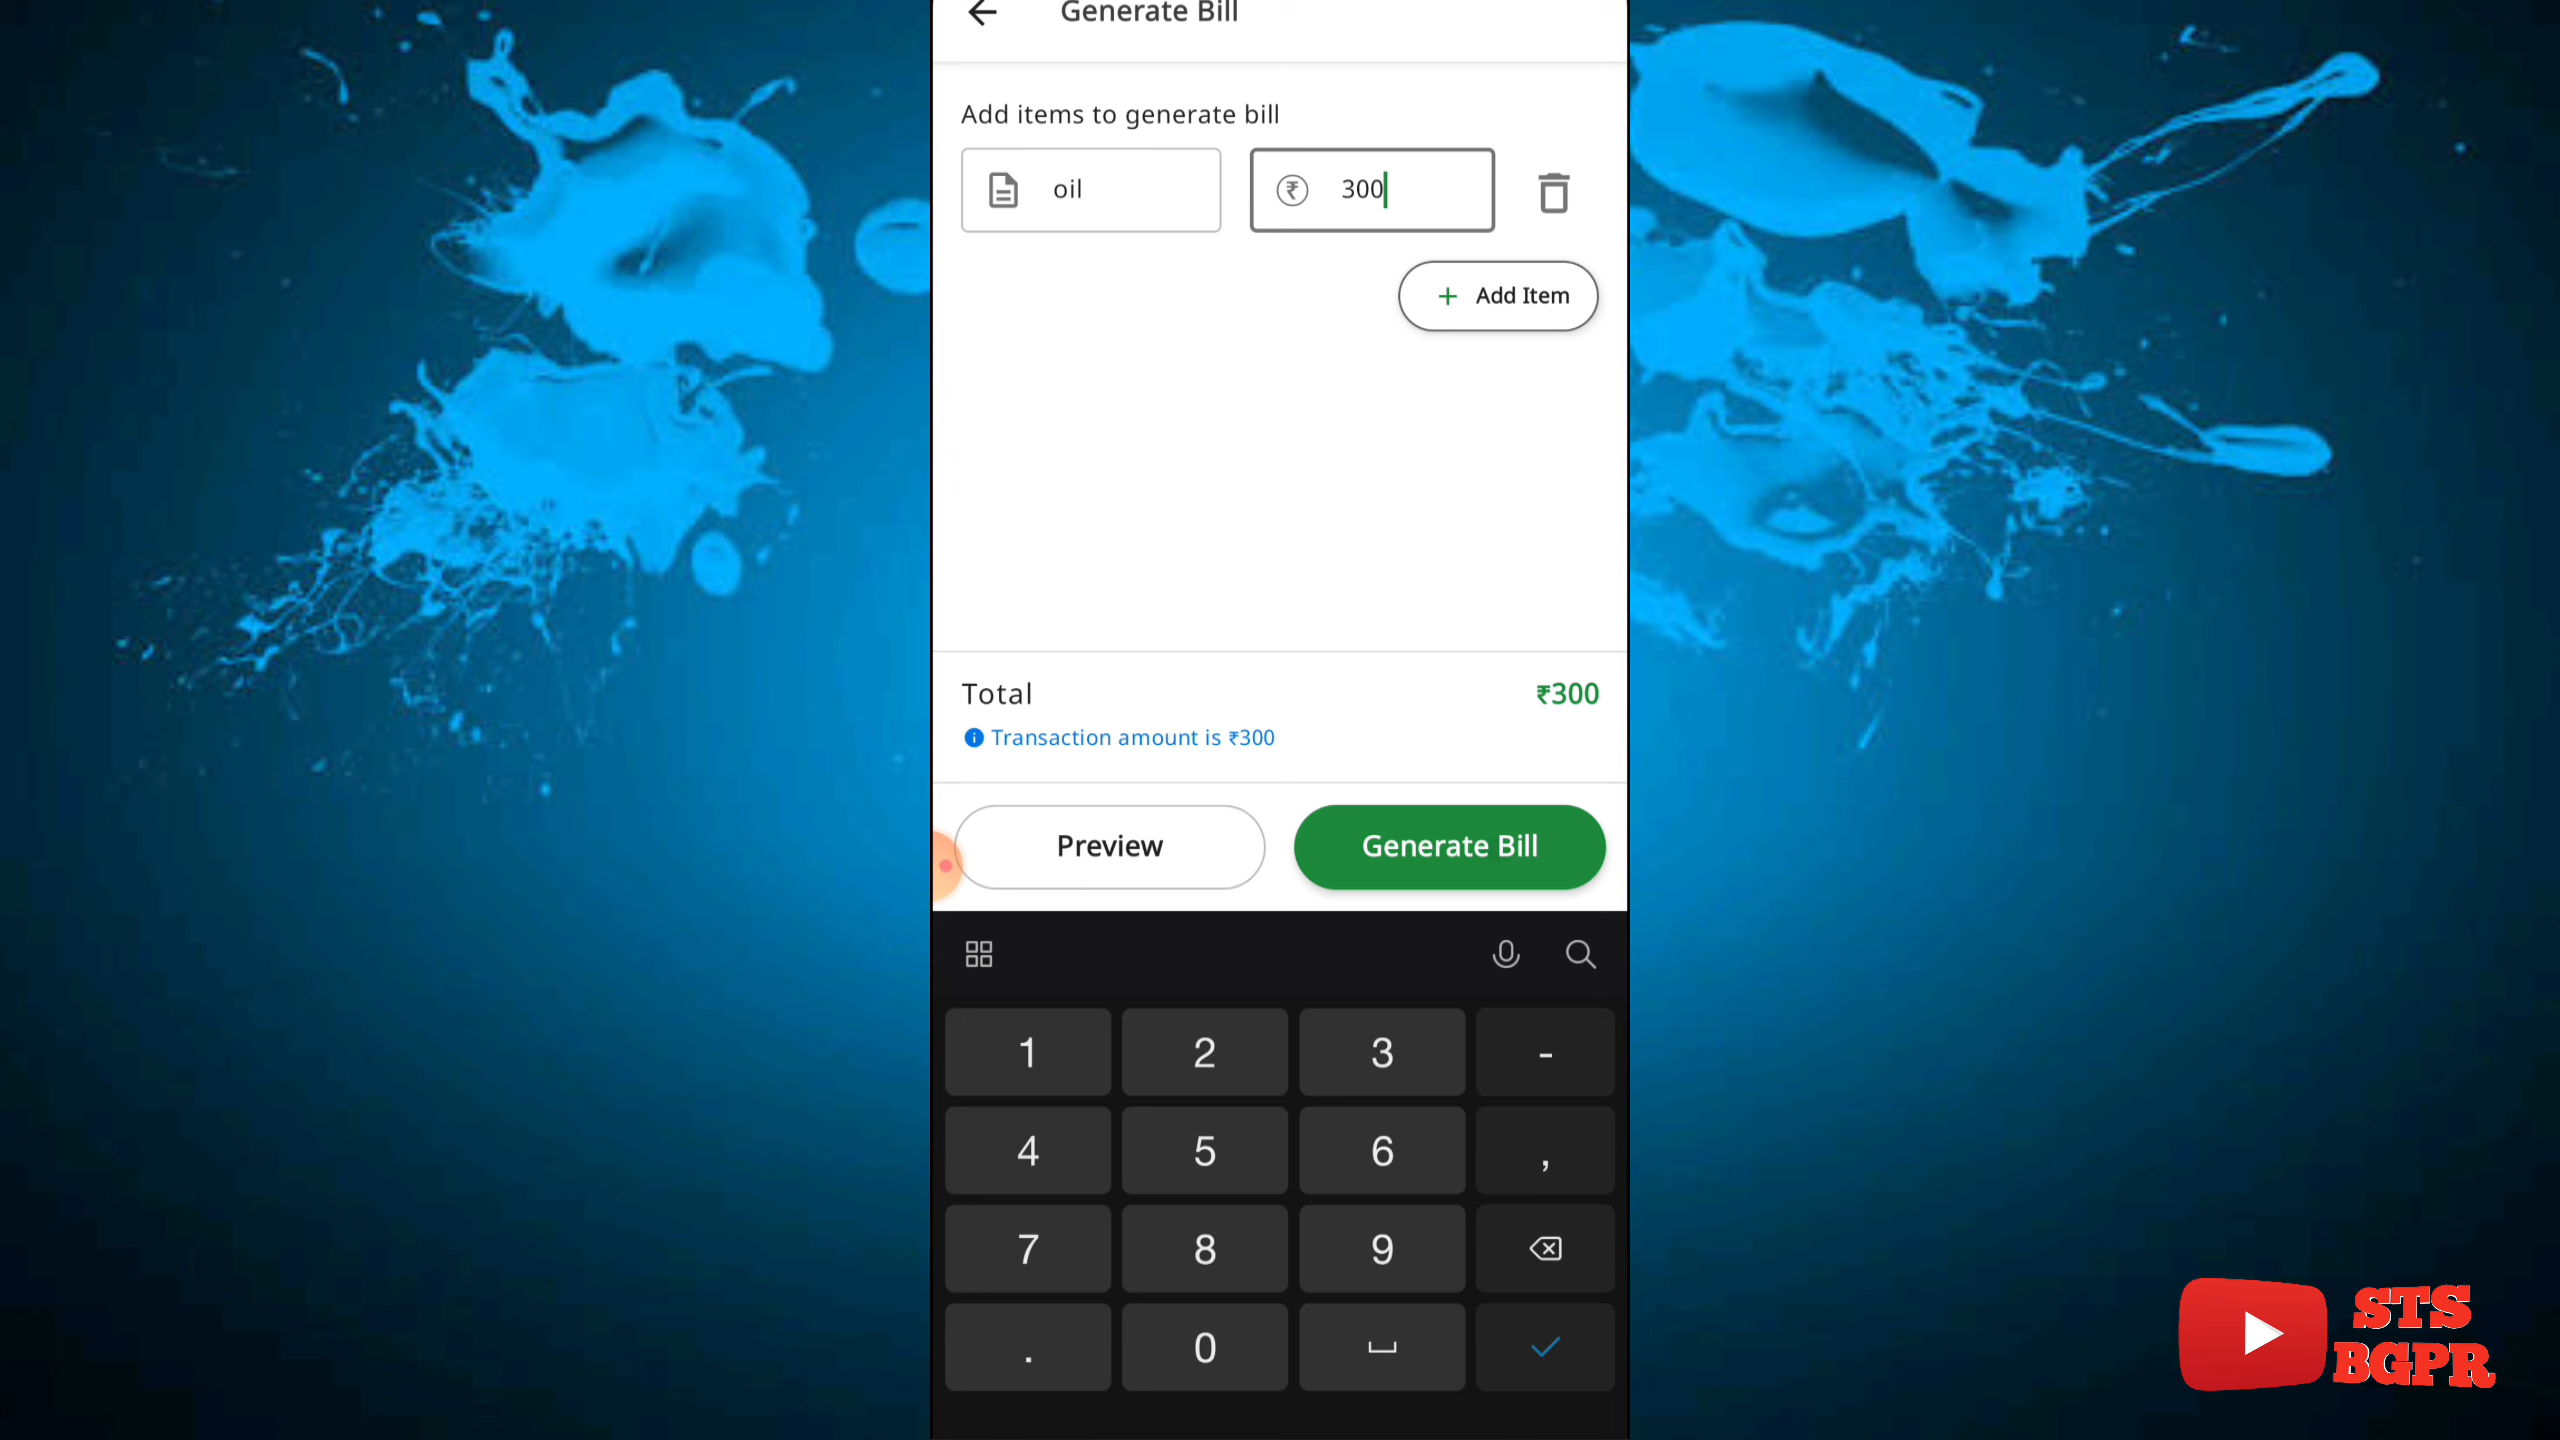 Generate Bill
Add items to generate bill
oil
₹ 300
+ Add Item
Total ₹300
Transaction amount is ₹300
Preview
Generate Bill
1 2 3 -
4 5 6 ,
7 8 9
. 0
STS
BGPR